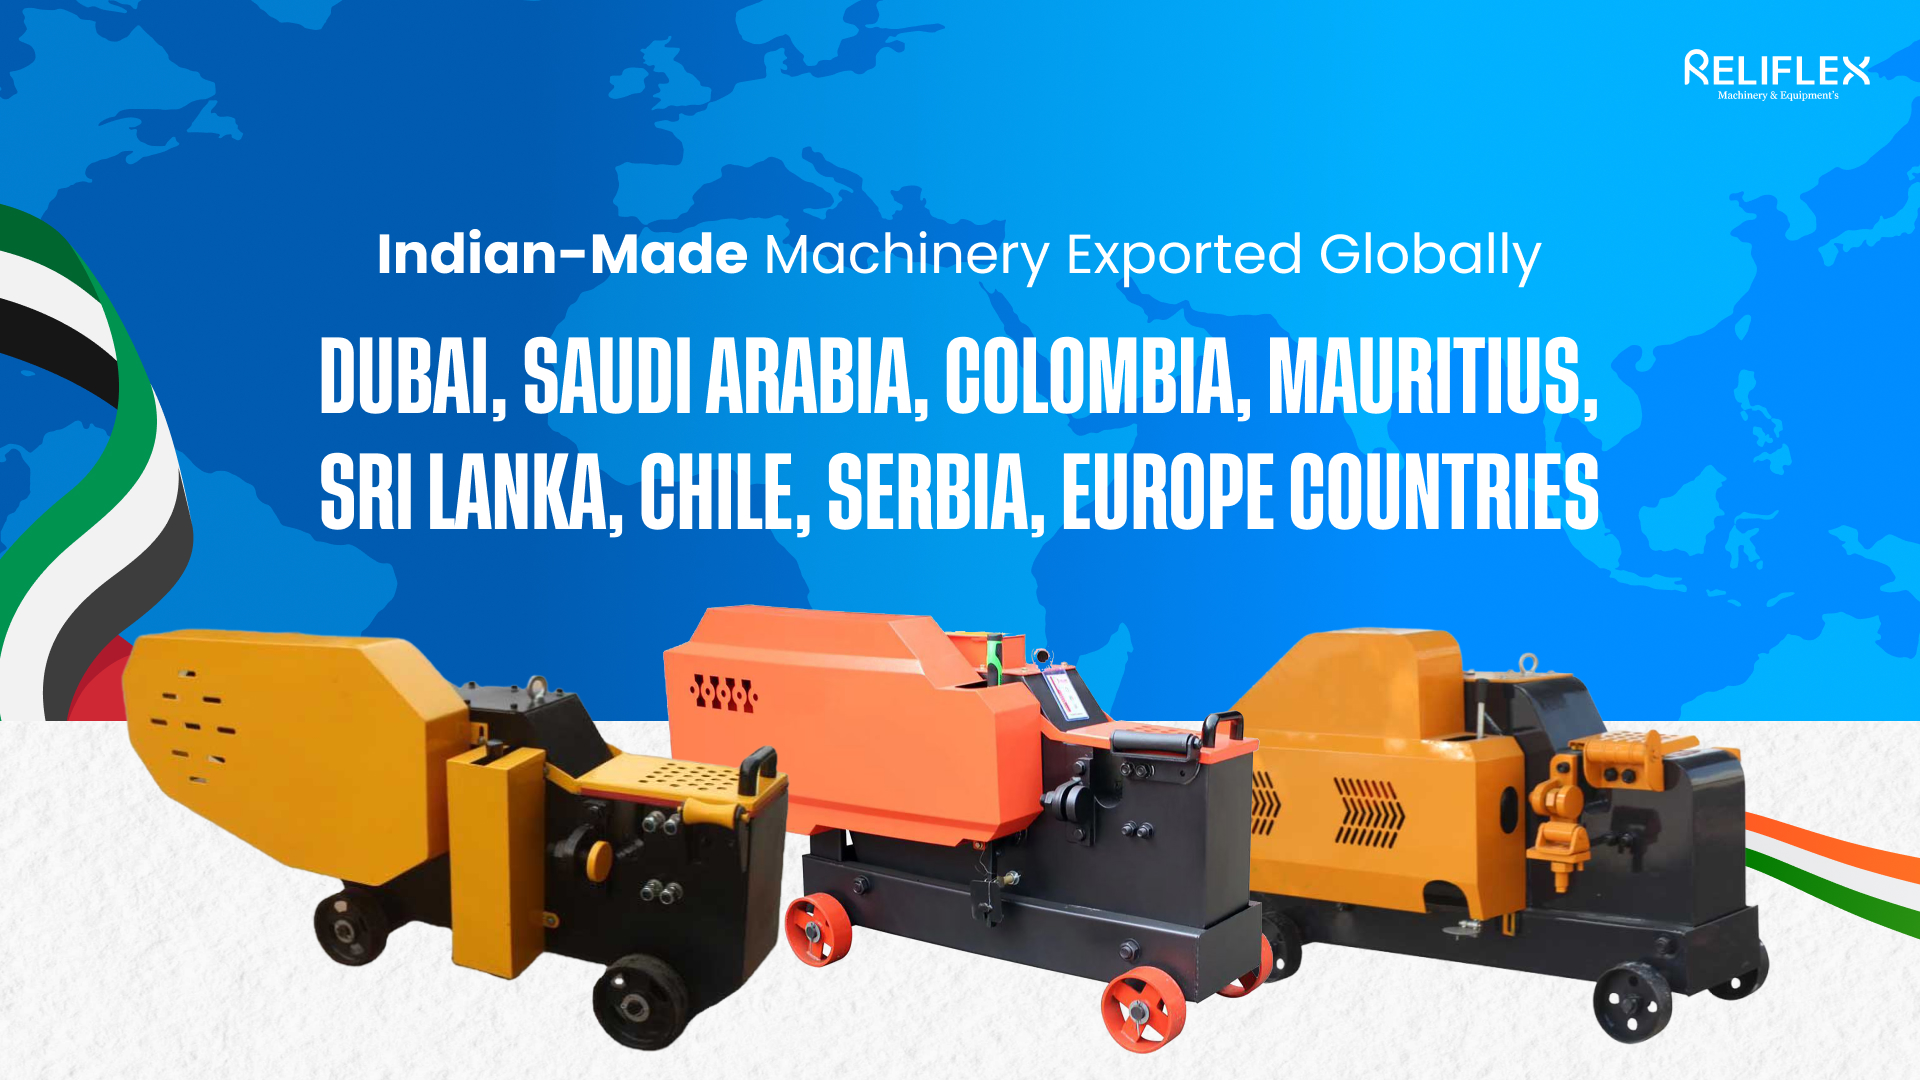 RELIFLEX
Machinery & Equipment's
Indian-Made Machinery Exported Globally
DUBAI, SAUDI ARABIA, COLOMBIA, MAURITIUS,
SRI LANKA, CHILE, SERBIA, EUROPE COUNTRIES